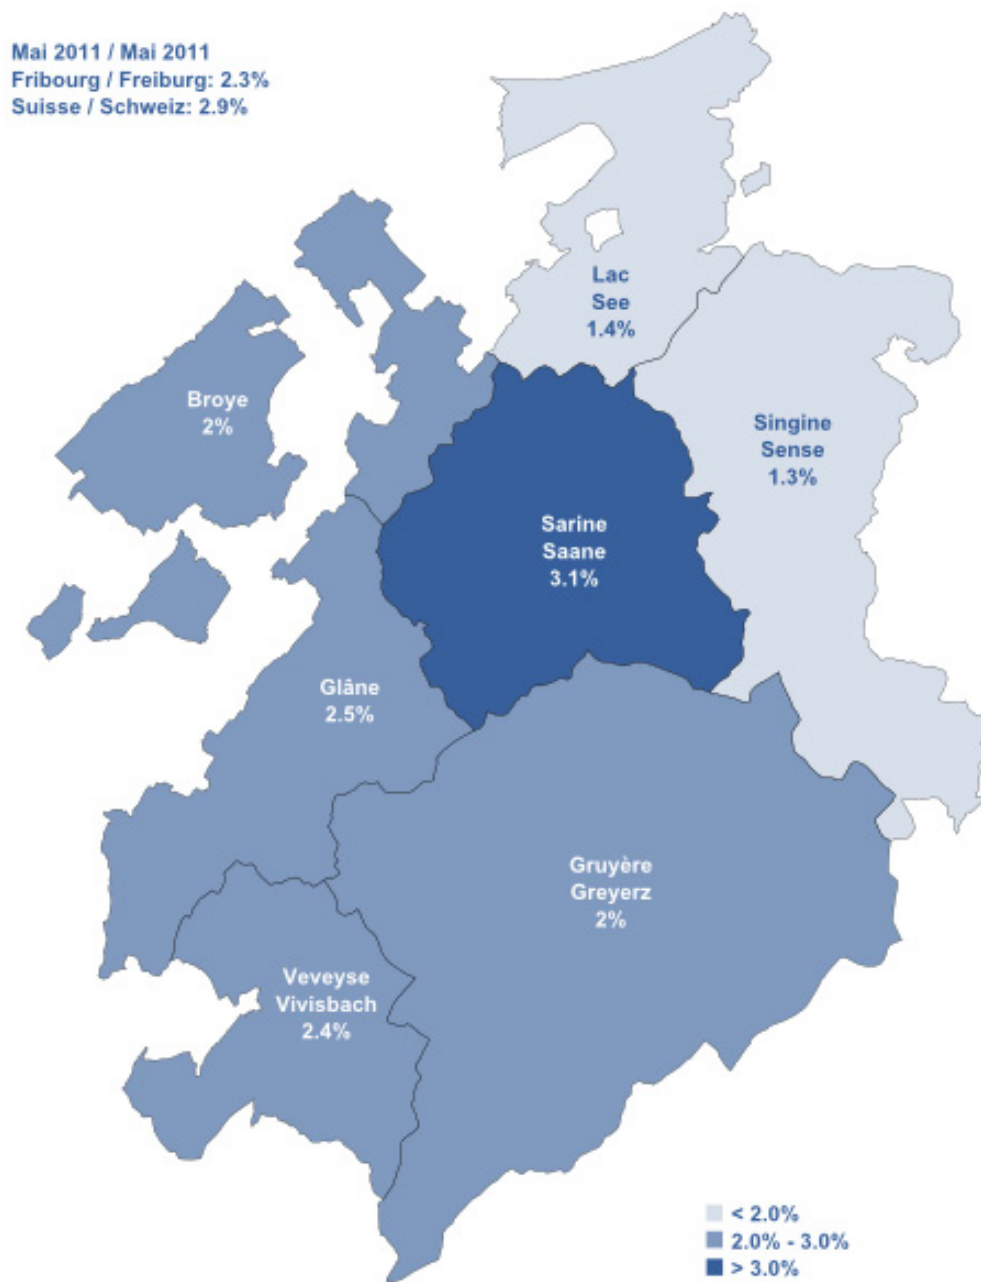 Mai 2011 / Mai 2011
Fribourg / Freiburg: 2.3%
Suisse / Schweiz: 2.9%
Lac
See
1.4%
Broye
2%
Singine
Sense
1.3%
Sarine
Saane
3.1%
Glâne
2.5%
Gruyère
Greyerz
2%
Veveyse
Vivisbach
2.4%
< 2.0%
2.0% - 3.0%
> 3.0%